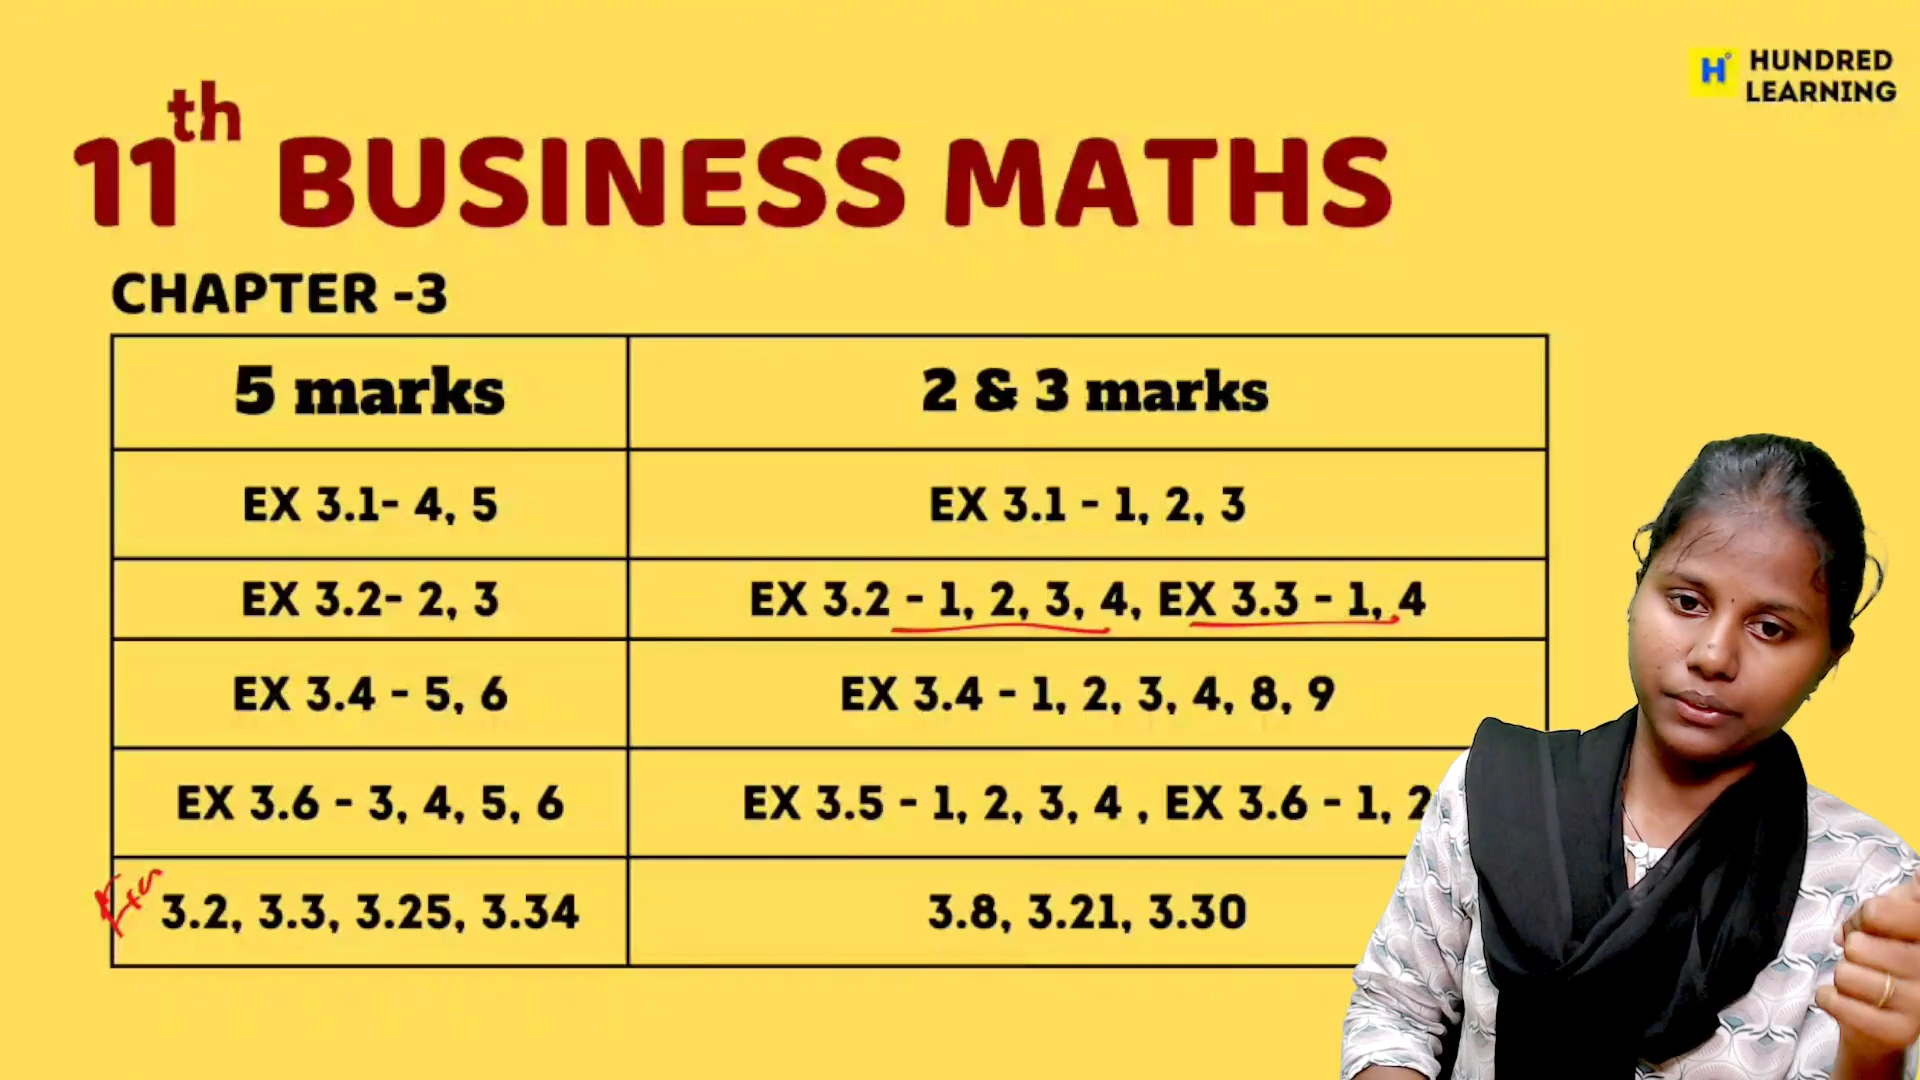 H HUNDRED
LEARNING
11th BUSINESS MATHS
CHAPTER -3
5 marks
2 & 3 marks
EX 3.1- 4, 5
EX 3.1 - 1, 2, 3
EX 3.2- 2, 3
EX 3.2 - 1, 2, 3, 4, EX 3.3 - 1, 4
EX 3.4 - 5, 6
EX 3.4 - 1, 2, 3, 4, 8, 9
EX 3.6 - 3, 4, 5, 6
EX 3.5 - 1, 2, 3, 4 , EX 3.6 - 1, 2
3.2, 3.3, 3.25, 3.34
3.8, 3.21, 3.30